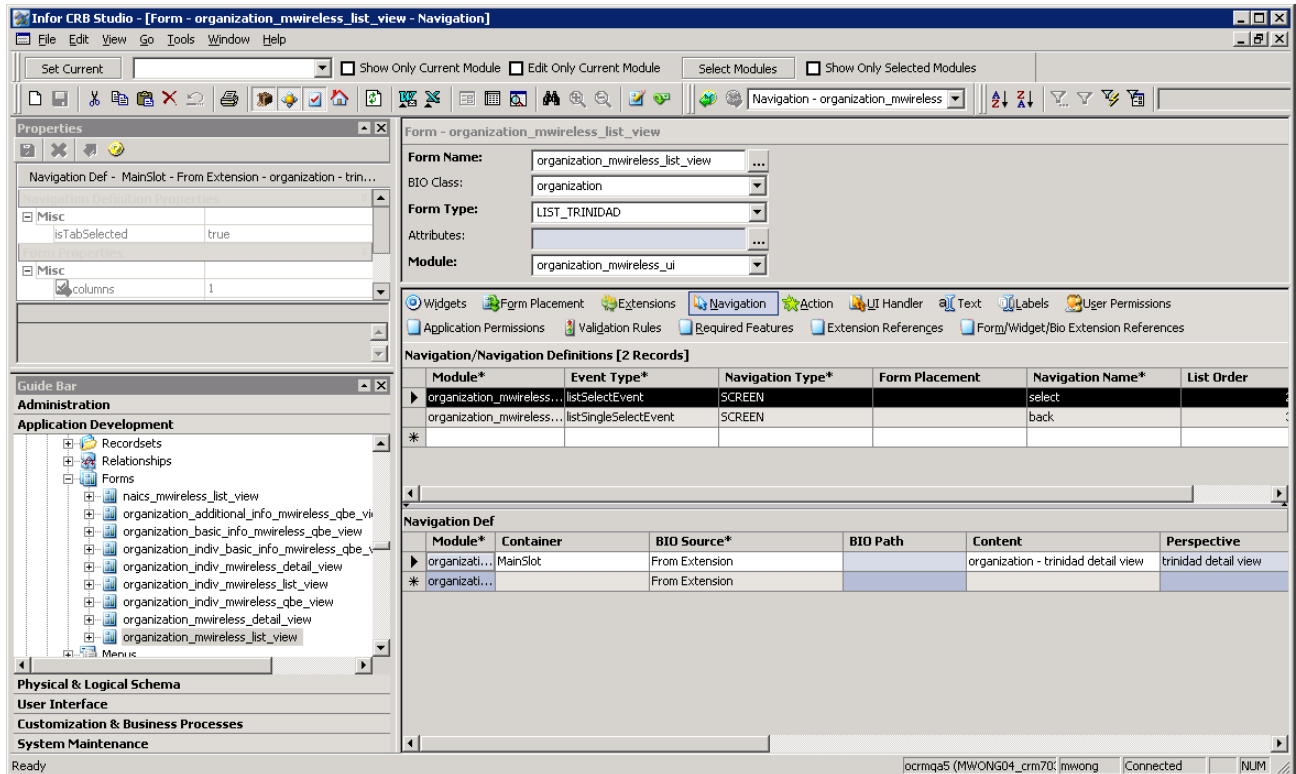 Infor CRB Studio - [Form - organization_mwireless_list_view - Navigation]
File Edit View Go Tools Window Help
Set Current Show Only Current Module Edit Only Current Module Select Modules Show Only Selected Modules
Navigation - organization_mwireless
Properties
Navigation Def - MainSlot - From Extension - organization - trin...
Navigation Definition Properties
Misc
isTabSelected true
Form Properties
Misc
columns 1
Guide Bar
Administration
Application Development
Recordsets
Relationships
Forms
naics_mwireless_list_view
organization_additional_info_mwireless_qbe_vi
organization_basic_info_mwireless_qbe_view
organization_indiv_basic_info_mwireless_qbe_v
organization_indiv_mwireless_detail_view
organization_indiv_mwireless_list_view
organization_indiv_mwireless_qbe_view
organization_mwireless_detail_view
organization_mwireless_list_view
Menus
Physical & Logical Schema
User Interface
Customization & Business Processes
System Maintenance
Form - organization_mwireless_list_view
Form Name: organization_mwireless_list_view ...
BIO Class: organization
Form Type: LIST_TRINIDAD
Attributes: ...
Module: organization_mwireless_ui
Widgets Form Placement Extensions Navigation Action UI Handler Text Labels User Permissions
Application Permissions Validation Rules Required Features Extension References Form/Widget/Bio Extension References
Navigation/Navigation Definitions [2 Records]
Module* Event Type* Navigation Type* Form Placement Navigation Name* List Order
organization_mwireless... listSelectEvent SCREEN select
organization_mwireless... listSingleSelectEvent SCREEN back
Navigation Def
Module* Container BIO Source* BIO Path Content Perspective
organizati... MainSlot From Extension organization - trinidad detail view trinidad detail view
organizati... From Extension
Ready ocrmqa5 (MWONG04_crm703 mwong Connected NUM